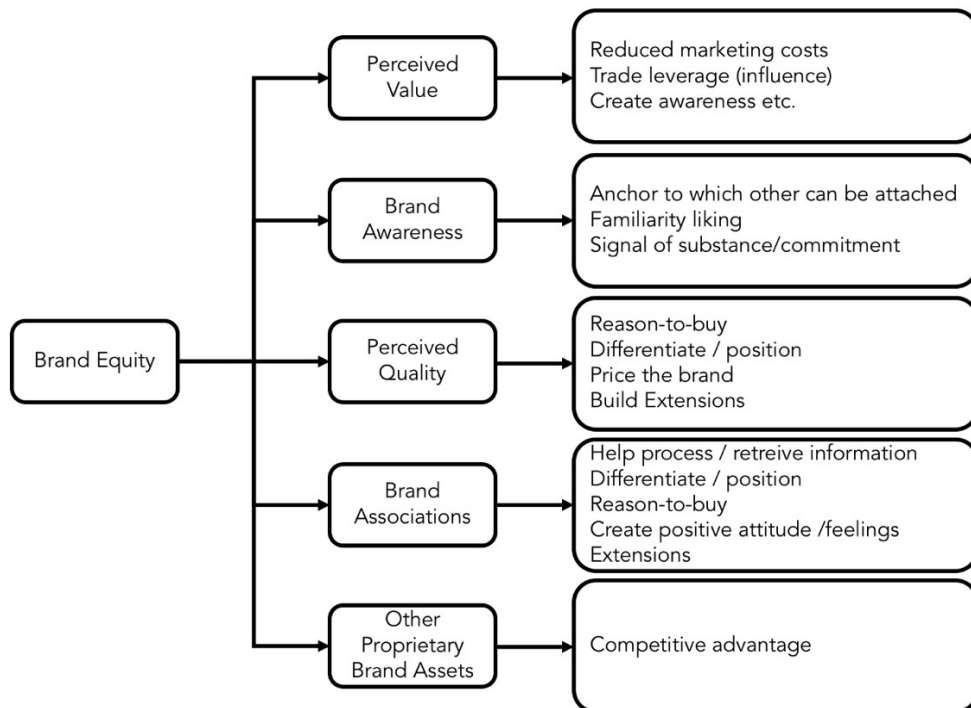 Brand Equity
Perceived
Value
Reduced marketing costs
Trade leverage (influence)
Create awareness etc.
Brand
Awareness
Anchor to which other can be attached
Familiarity liking
Signal of substance/commitment
Perceived
Quality
Reason-to-buy
Differentiate / position
Price the brand
Build Extensions
Brand
Associations
Help process / retreive information
Differentiate / position
Reason-to-buy
Create positive attitude /feelings
Extensions
Other
Proprietary
Brand Assets
Competitive advantage